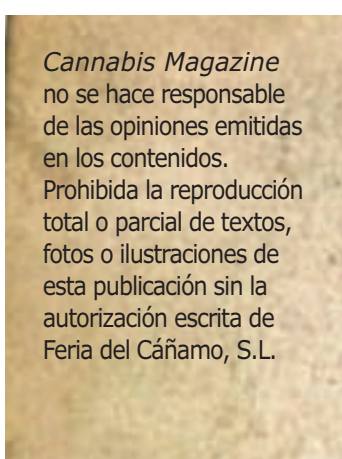 Cannabis Magazine
no se hace responsable
de las opiniones emitidas
en los contenidos.
Prohibida la reproducción
total o parcial de textos,
fotos o ilustraciones de
esta publicación sin la
autorización escrita de
Feria del Cáñamo, S.L.